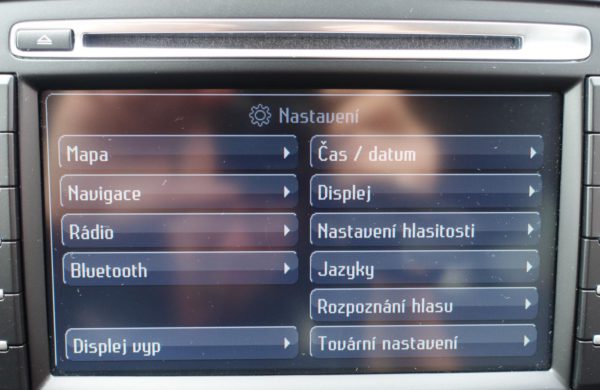 Nastavení
Mapa
Navigace
Rádio
Bluetooth
Displej vyp
Čas / datum
Displej
Nastavení hlasitosti
Jazyky
Rozpoznání hlasu
Tovární nastavení